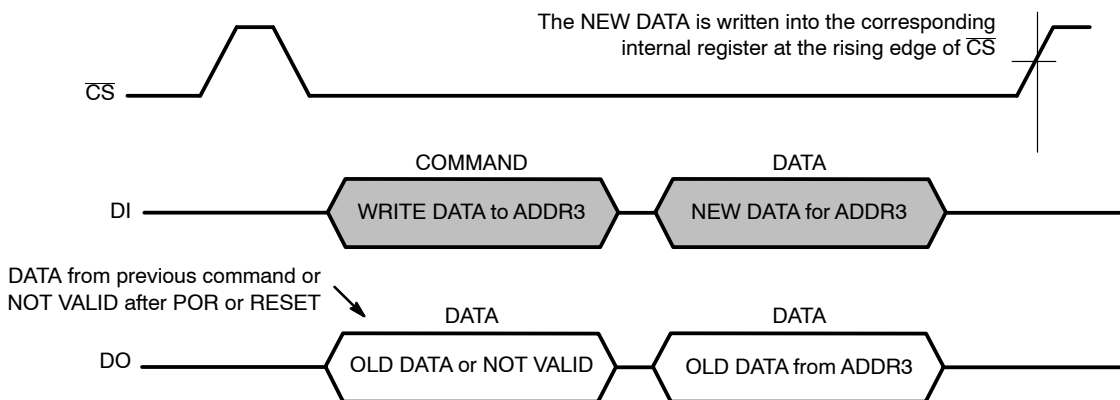 The NEW DATA is written into the corresponding
internal register at the rising edge of C̅S̅
C̅S̅
COMMAND
DATA
DI
WRITE DATA to ADDR3
NEW DATA for ADDR3
DATA from previous command or
NOT VALID after POR or RESET
DATA
DATA
DO
OLD DATA or NOT VALID
OLD DATA from ADDR3